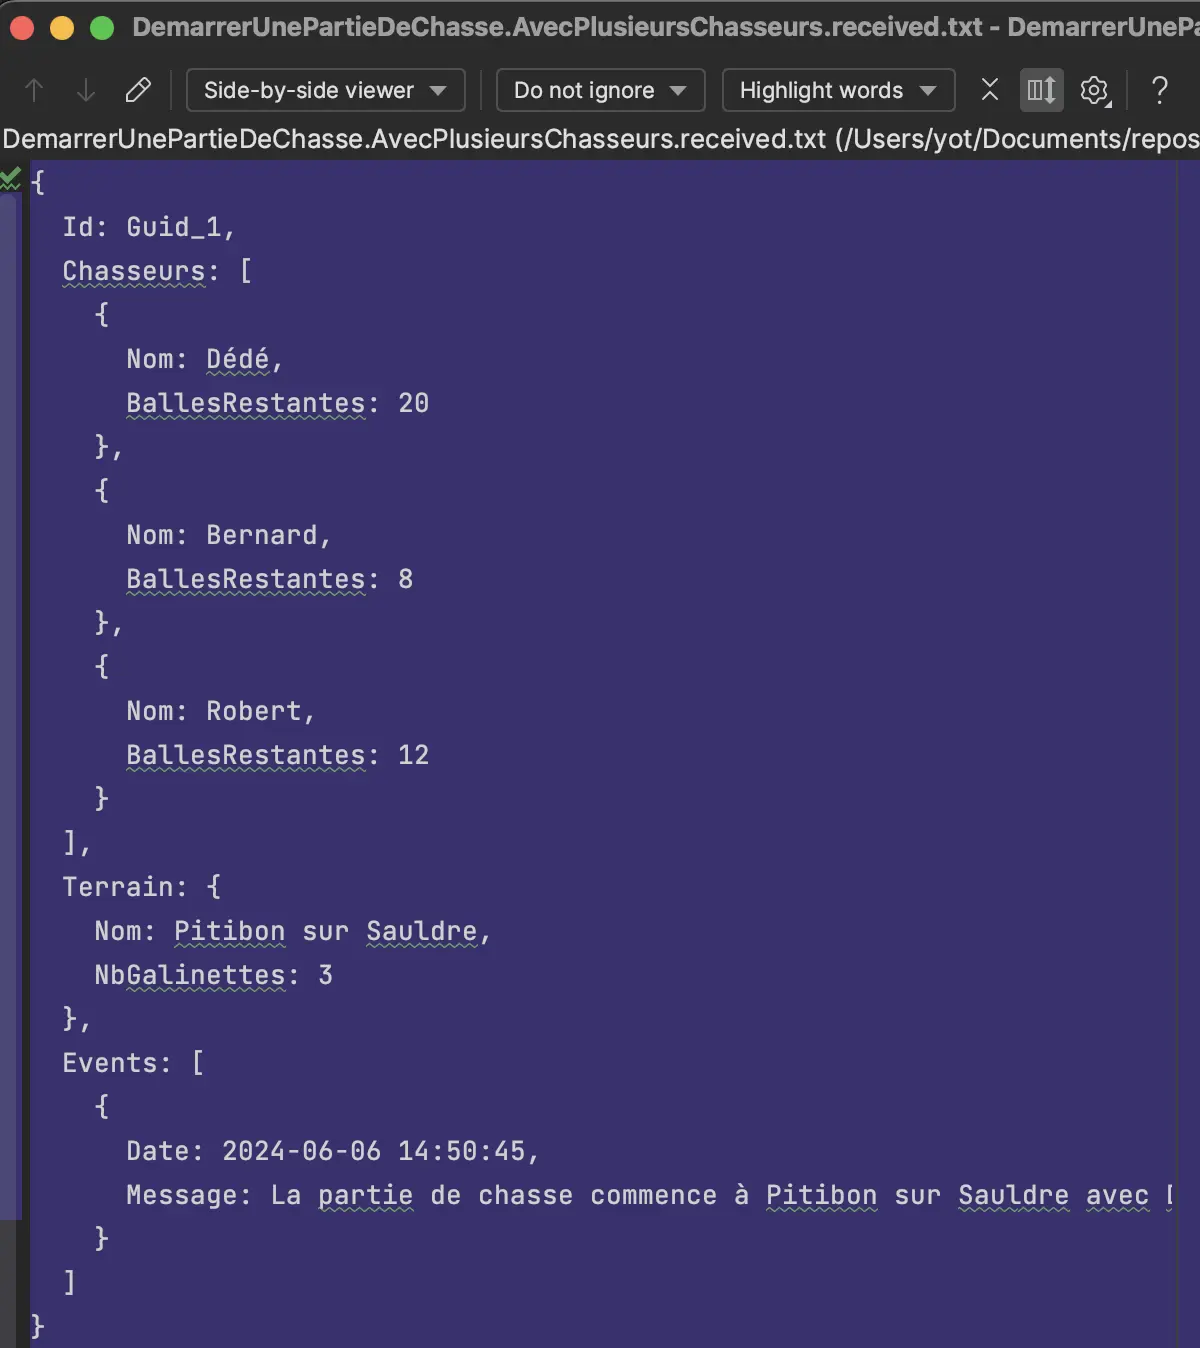 DemarrerUnePartieDeChasse.AvecPlusieursChasseurs.received.txt - DemarrerUnePa
Side-by-side viewer Do not ignore Highlight words ?
DemarrerUnePartieDeChasse.AvecPlusieursChasseurs.received.txt (/Users/yot/Documents/repos
{
Id: Guid_1,
Chasseurs: [
{
Nom: Dédé,
BallesRestantes: 20
},
{
Nom: Bernard,
BallesRestantes: 8
},
{
Nom: Robert,
BallesRestantes: 12
}
],
Terrain: {
Nom: Pitibon sur Sauldre,
NbGalinettes: 3
},
Events: [
{
Date: 2024-06-06 14:50:45,
Message: La partie de chasse commence à Pitibon sur Sauldre avec
}
]
}